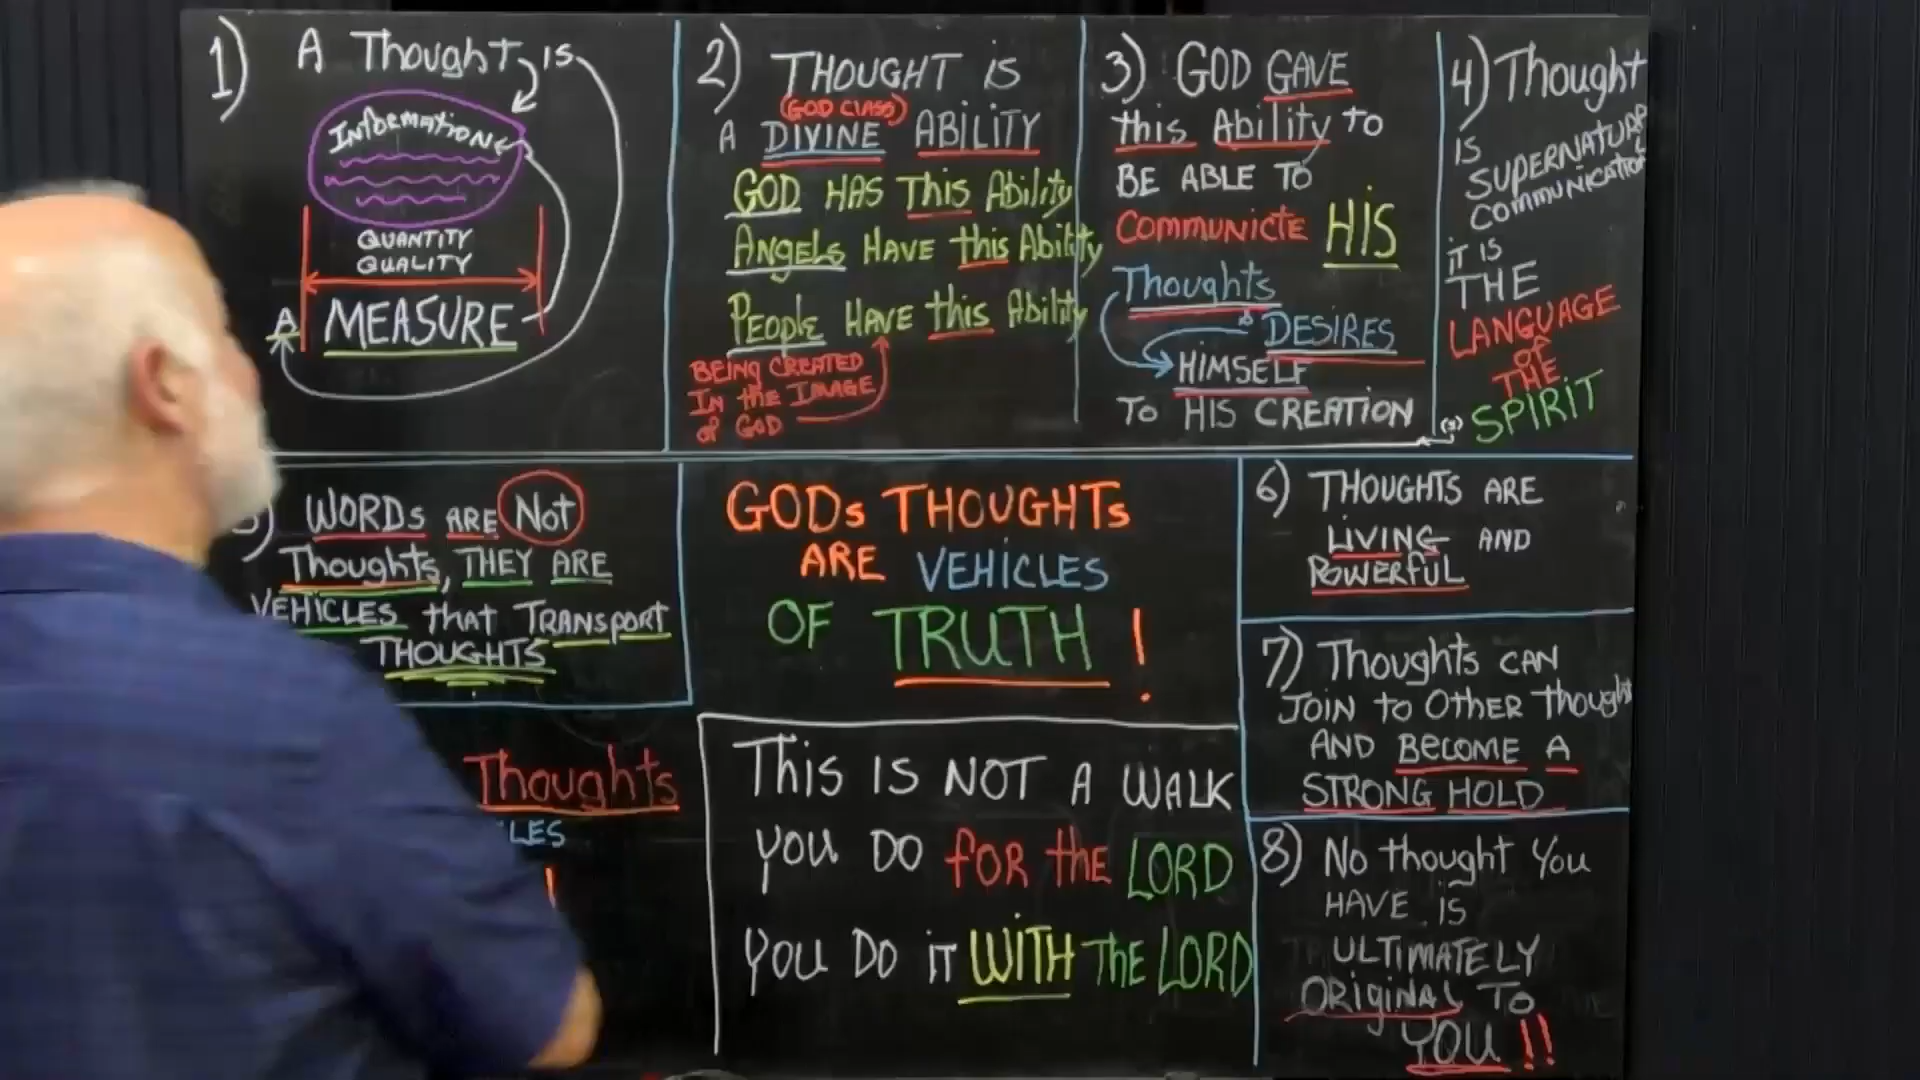 1) A Thought is
INFORMATION
QUANTITY
QUALITY
A MEASURE
2) THOUGHT iS
(GOD CLASS)
A DIVINE ABILITY
GOD HAS This Ability
ANGELS HAVE this Ability
People HAVE this Ability
BEING CREATED
IN the IMAGE
of GOD
3) GOD GAVE
this Ability TO
BE ABLE TO
COMMUNICTE HIS
Thoughts
DESIRES
HIMSELF
TO HIS CREATION
4) Thought
IS
SUPERNATURAL
COMMUNICATION
iT IS
THE
LANGUAGE
OF
THE
SPIRIT
5) WORDs ARE Not
Thoughts, THEY ARE
VEHICLES that TRANSPORT
THOUGHTS
GODs THOUGHTs
ARE VEHiCLES
OF TRUTH !
6) THOUGHTS ARE
LiVING AND
POWERFUL
7) Thoughts CAN
JOIN to OTHER Thought
AND BECOME A
STRONG HOLD
Thoughts
LES
!
This IS NOT A WALK
you DO foR the LORD
you DO iT WITH The LORD
8) No thought You
HAVE IS
ULTiMATELY
ORiGiNAL TO
YOU !!